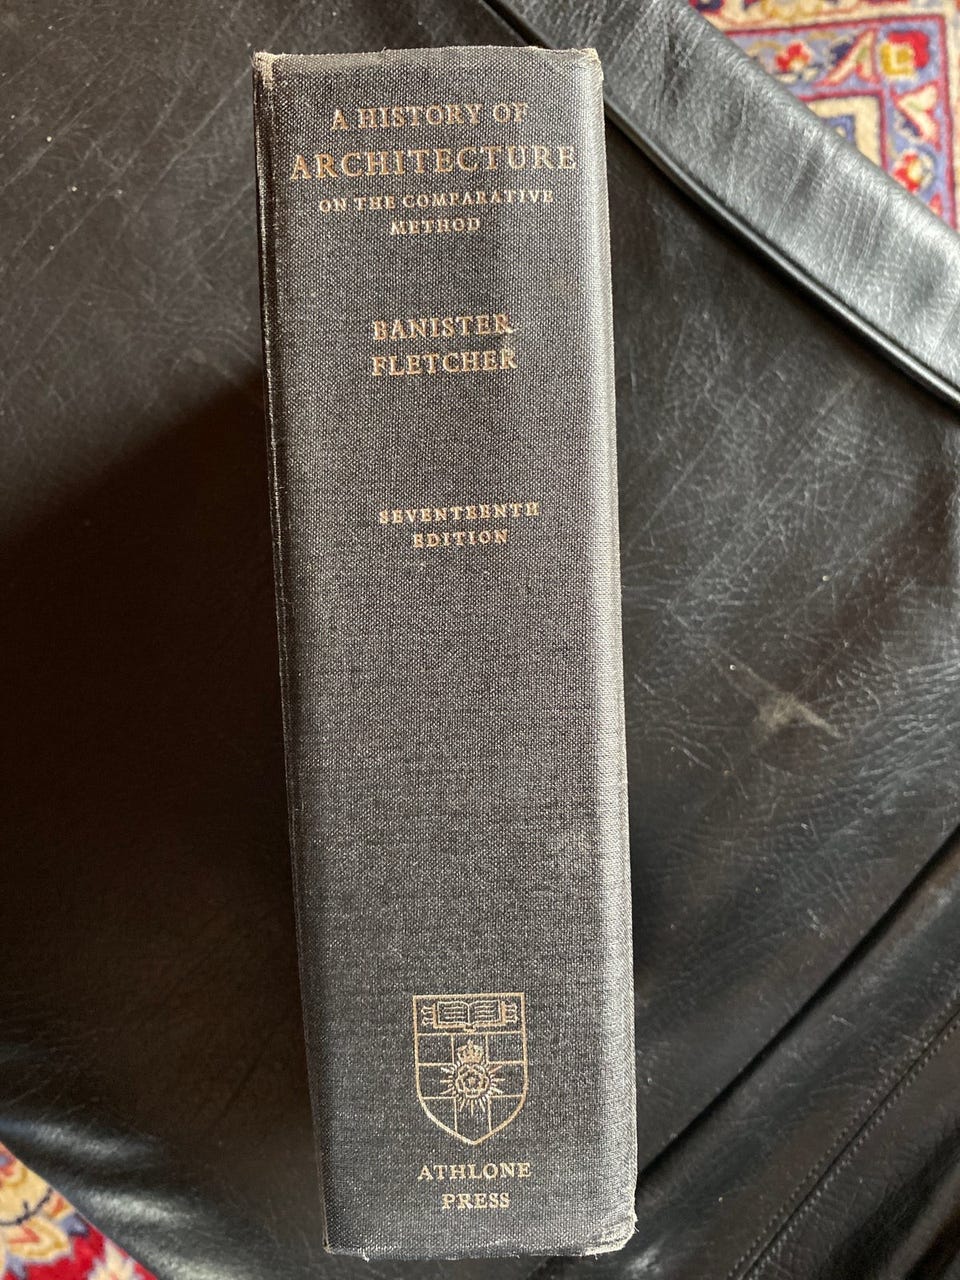 A HISTORY OF
ARCHITECTURE
ON THE COMPARATIVE
METHOD
BANISTER
FLETCHER
SEVENTEENTH
EDITION
ATHLONE
PRESS